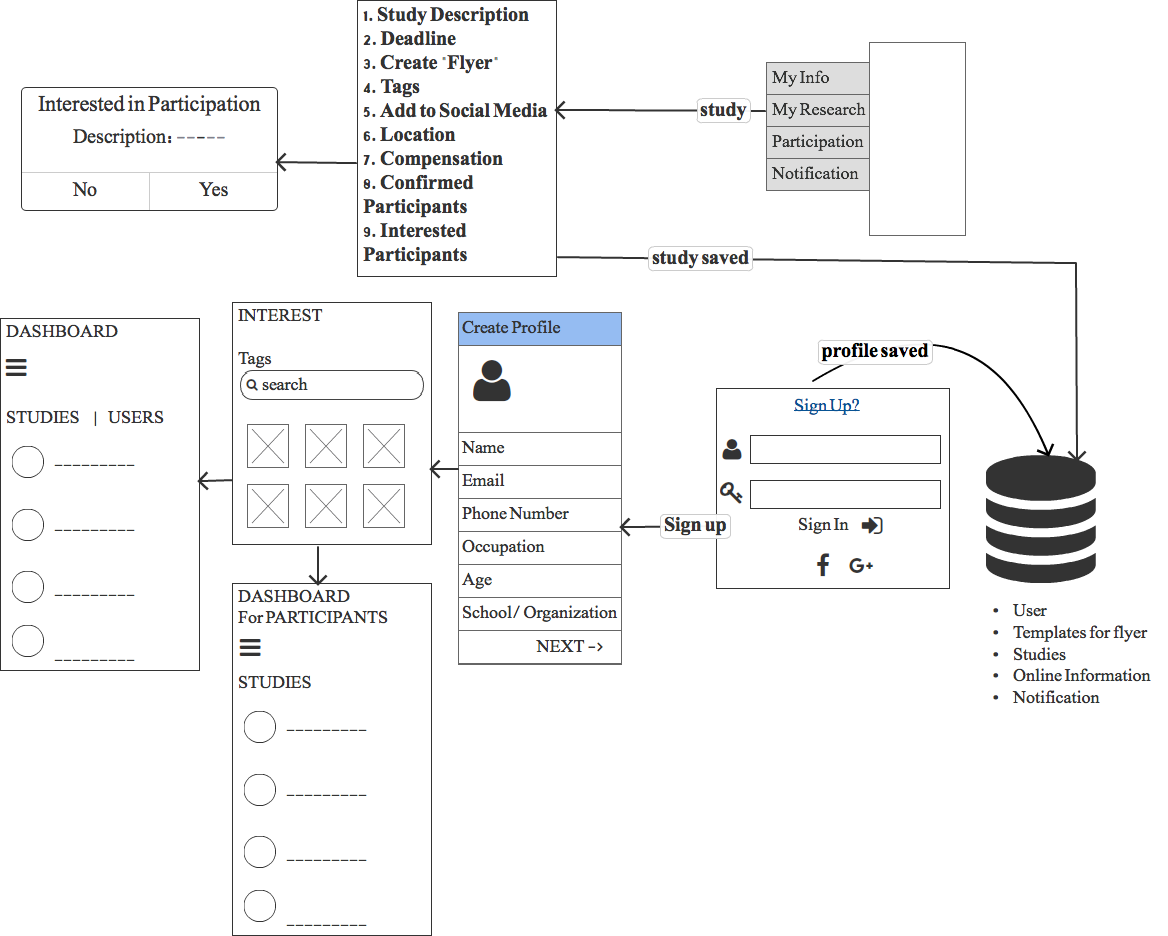 1. Study Description
2. Deadline
3. Create "Flyer"
4. Tags
5. Add to Social Media
6. Location
7. Compensation
8. Confirmed
Participants
9. Interested
Participants
Interested in Participation
Description: -----
No
Yes
study
My Info
My Research
Participation
Notification
study saved
DASHBOARD
STUDIES | USERS
_________
_________
_________
_________
INTEREST
Tags
search
Create Profile
Name
Email
Phone Number
Occupation
Age
School/ Organization
NEXT ->
profile saved
Sign Up?
Sign In
Sign up
DASHBOARD
For PARTICIPANTS
STUDIES
_________
_________
_________
_________
• User
• Templates for flyer
• Studies
• Online Information
• Notification